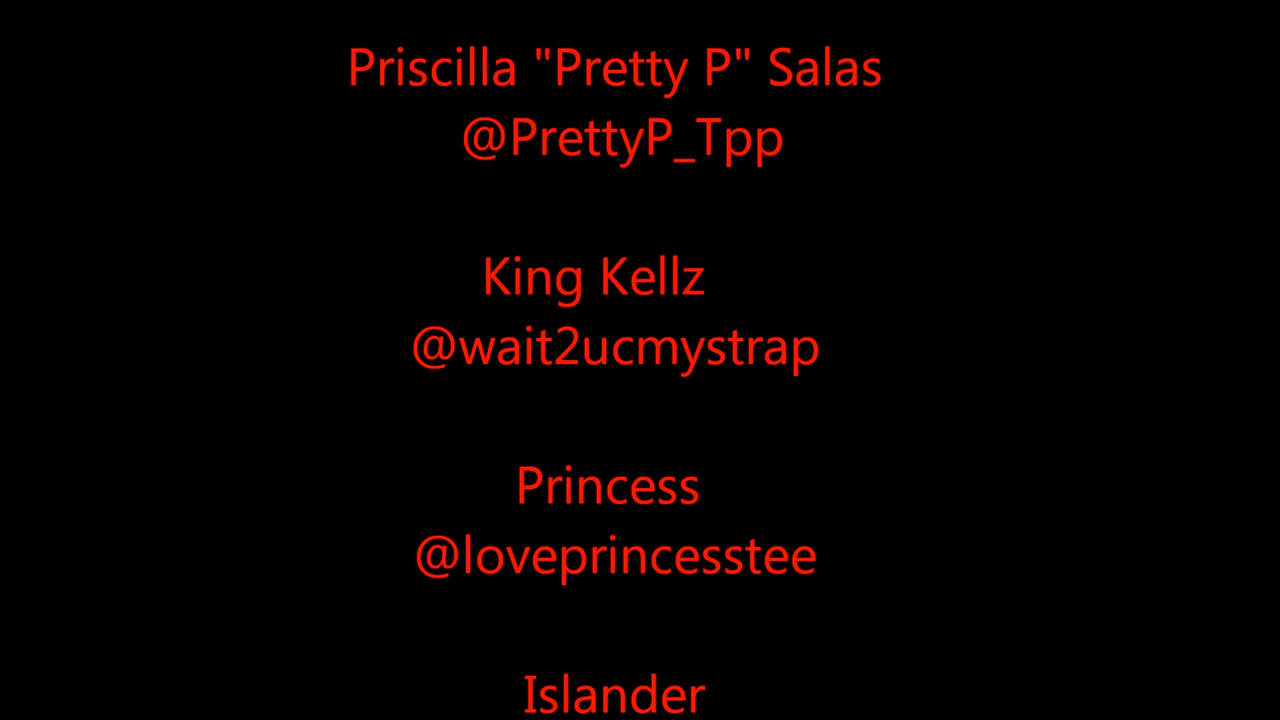 Priscilla "Pretty P" Salas
@PrettyP_Tpp
King Kellz
@wait2ucmystrap
Princess
@loveprincesstee
Islander